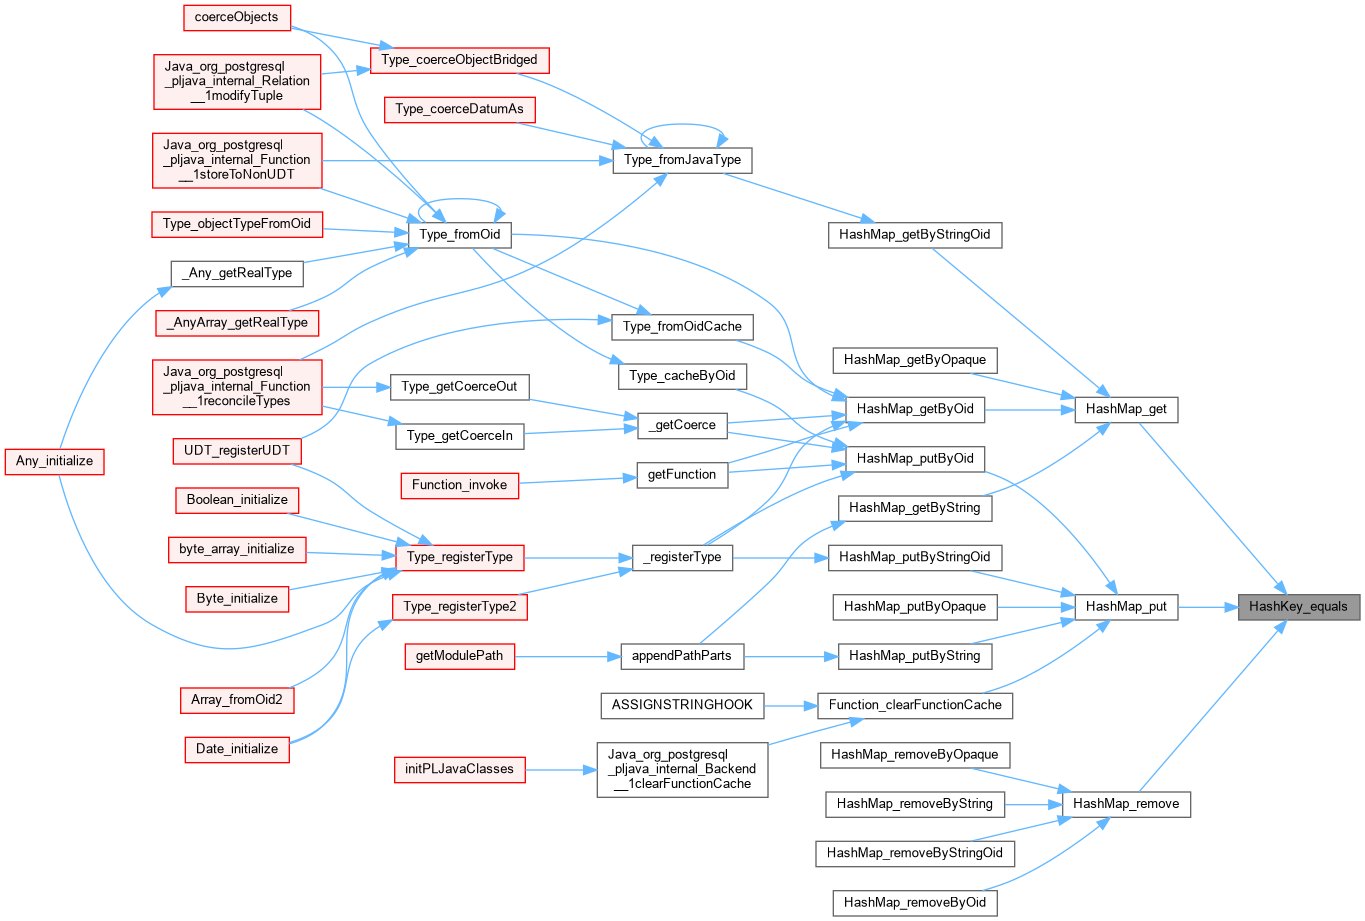 coerceObjects
Java_org_postgresql
_pljava_internal_Relation
__1modifyTuple
Type_coerceObjectBridged
Type_coerceDatumAs
Java_org_postgresql
_pljava_internal_Function
__1storeToNonUDT
Type_fromJavaType
Type_objectTypeFromOid
Type_fromOid
HashMap_getByStringOid
_Any_getRealType
_AnyArray_getRealType
Type_fromOidCache
Java_org_postgresql
_pljava_internal_Function
__1reconcileTypes
Type_getCoerceOut
Type_cacheByOid
HashMap_getByOpaque
HashMap_getByOid
HashMap_get
Type_getCoerceIn
_getCoerce
UDT_registerUDT
Any_initialize
HashMap_putByOid
Function_invoke
getFunction
Boolean_initialize
HashMap_getByString
byte_array_initialize
Type_registerType
_registerType
HashMap_putByStringOid
Byte_initialize
Type_registerType2
HashMap_putByOpaque
HashMap_put
HashKey_equals
getModulePath
appendPathParts
HashMap_putByString
Array_fromOid2
ASSIGNSTRINGHOOK
Function_clearFunctionCache
Date_initialize
initPLJavaClasses
Java_org_postgresql
_pljava_internal_Backend
__1clearFunctionCache
HashMap_removeByOpaque
HashMap_removeByString
HashMap_remove
HashMap_removeByStringOid
HashMap_removeByOid